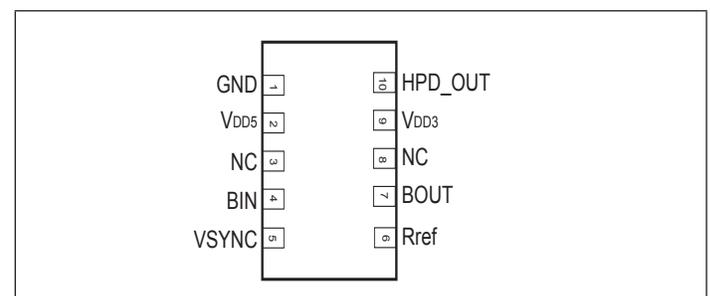 GND 1 10 HPD_OUT
VDD5 2 9 VDD3
NC 3 8 NC
BIN 4 7 BOUT
VSYNC 5 6 Rref